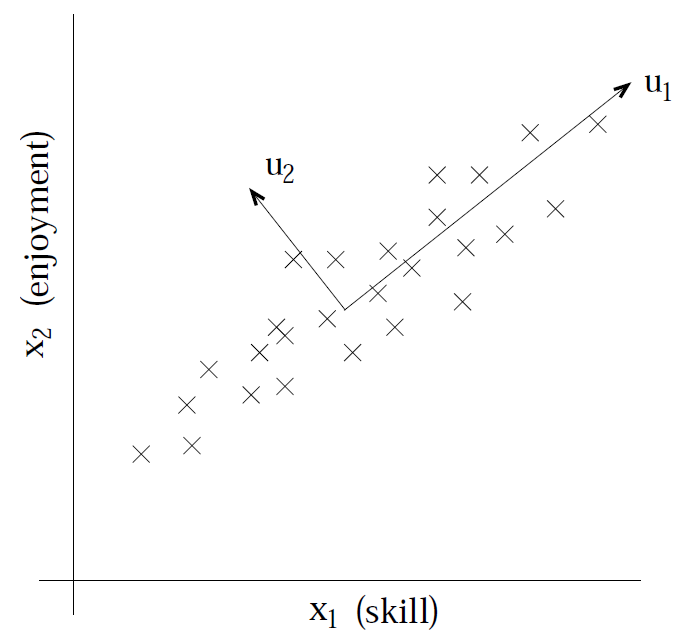 u₁
u₂
x₂ (enjoyment)
x₁ (skill)